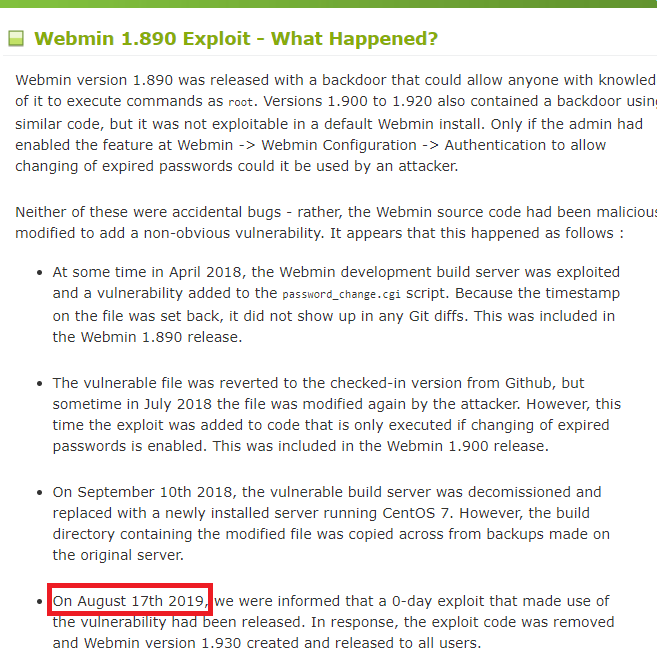 Webmin 1.890 Exploit - What Happened?
Webmin version 1.890 was released with a backdoor that could allow anyone with knowled
of it to execute commands as root. Versions 1.900 to 1.920 also contained a backdoor usin
similar code, but it was not exploitable in a default Webmin install. Only if the admin had
enabled the feature at Webmin -> Webmin Configuration -> Authentication to allow
changing of expired passwords could it be used by an attacker.
Neither of these were accidental bugs - rather, the Webmin source code had been malicious
modified to add a non-obvious vulnerability. It appears that this happened as follows :
• At some time in April 2018, the Webmin development build server was exploited
and a vulnerability added to the password_change.cgi script. Because the timestamp
on the file was set back, it did not show up in any Git diffs. This was included in
the Webmin 1.890 release.
• The vulnerable file was reverted to the checked-in version from Github, but
sometime in July 2018 the file was modified again by the attacker. However, this
time the exploit was added to code that is only executed if changing of expired
passwords is enabled. This was included in the Webmin 1.900 release.
• On September 10th 2018, the vulnerable build server was decomissioned and
replaced with a newly installed server running CentOS 7. However, the build
directory containing the modified file was copied across from backups made on
the original server.
• On August 17th 2019, we were informed that a 0-day exploit that made use of
the vulnerability had been released. In response, the exploit code was removed
and Webmin version 1.930 created and released to all users.